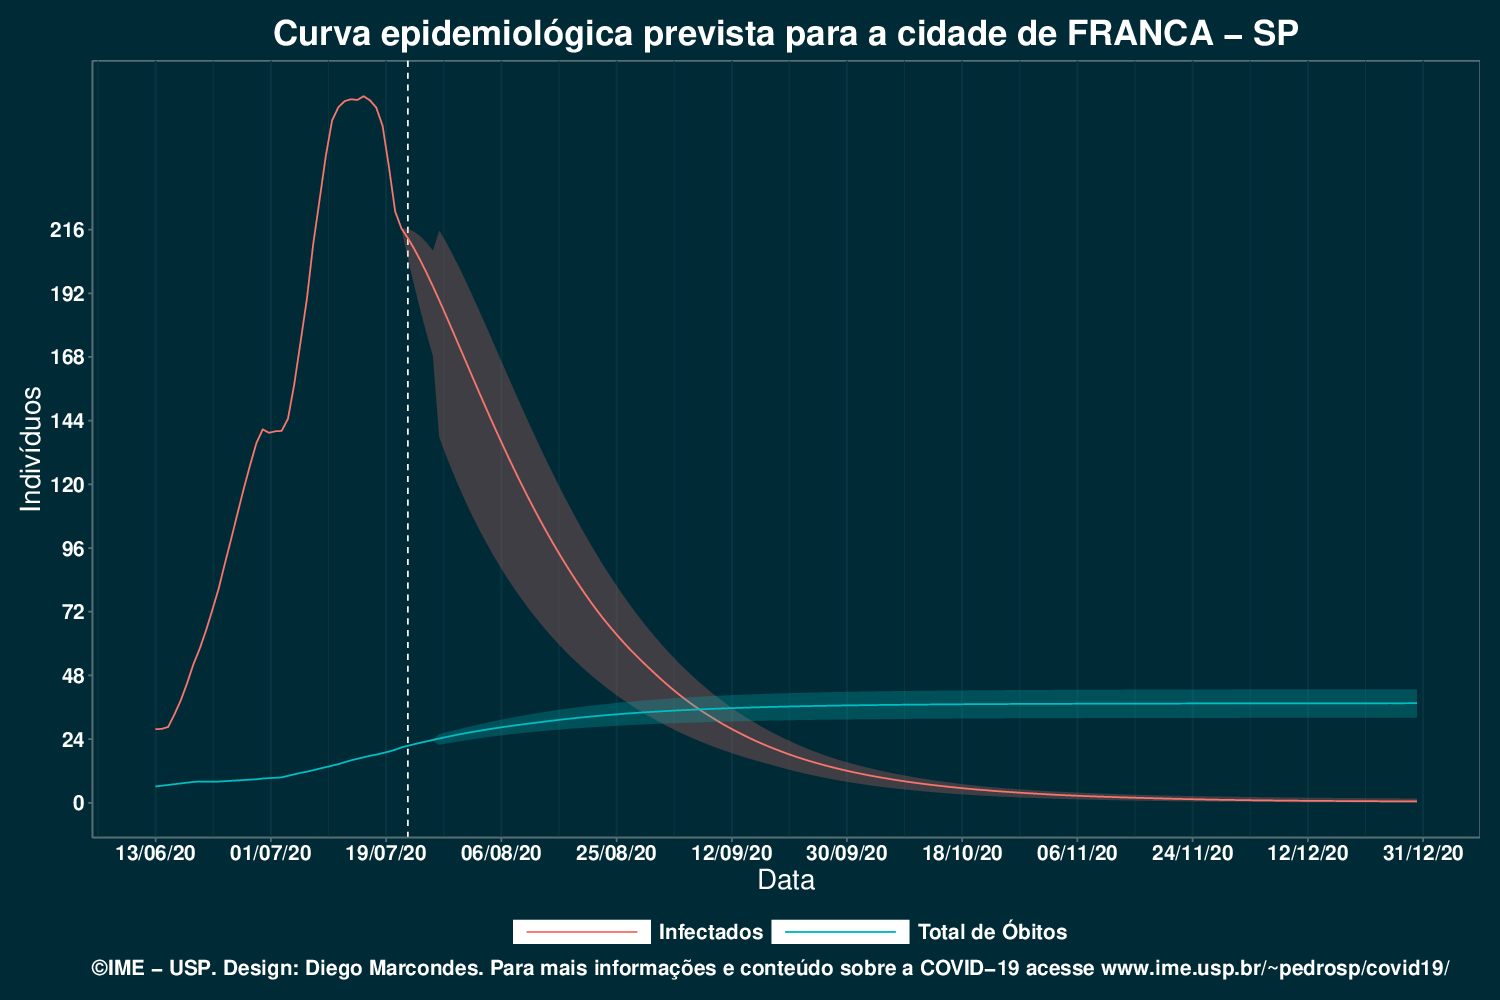 Curva epidemiológica prevista para a cidade de FRANCA – SP
Indivíduos
216
192
168
144
120
96
72
48
24
0
13/06/20 01/07/20 19/07/20 06/08/20 25/08/20 12/09/20 30/09/20 18/10/20 06/11/20 24/11/20 12/12/20 31/12/20
Data
Infectados Total de Óbitos
©IME – USP. Design: Diego Marcondes. Para mais informações e conteúdo sobre a COVID–19 acesse www.ime.usp.br/~pedrosp/covid19/